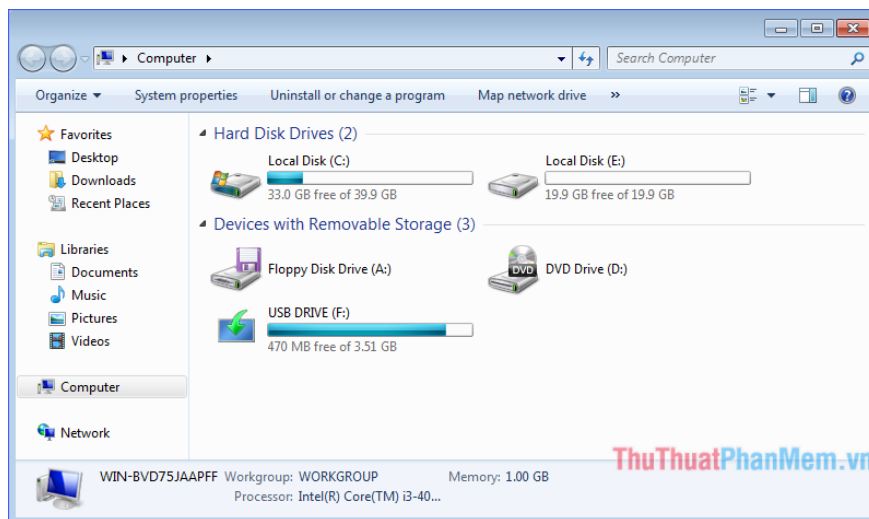 Computer
Search Computer
Organize
System properties
Uninstall or change a program
Map network drive
»
Favorites
Desktop
Downloads
Recent Places
Libraries
Documents
Music
Pictures
Videos
Computer
Network
Hard Disk Drives (2)
Local Disk (C:)
33.0 GB free of 39.9 GB
Local Disk (E:)
19.9 GB free of 19.9 GB
Devices with Removable Storage (3)
Floppy Disk Drive (A:)
DVD
DVD Drive (D:)
USB DRIVE (F:)
470 MB free of 3.51 GB
ThuThuatPhanMem.vn
WIN-BVD75JAAPFF Workgroup: WORKGROUP Memory: 1.00 GB
Processor: Intel(R) Core(TM) i3-40...